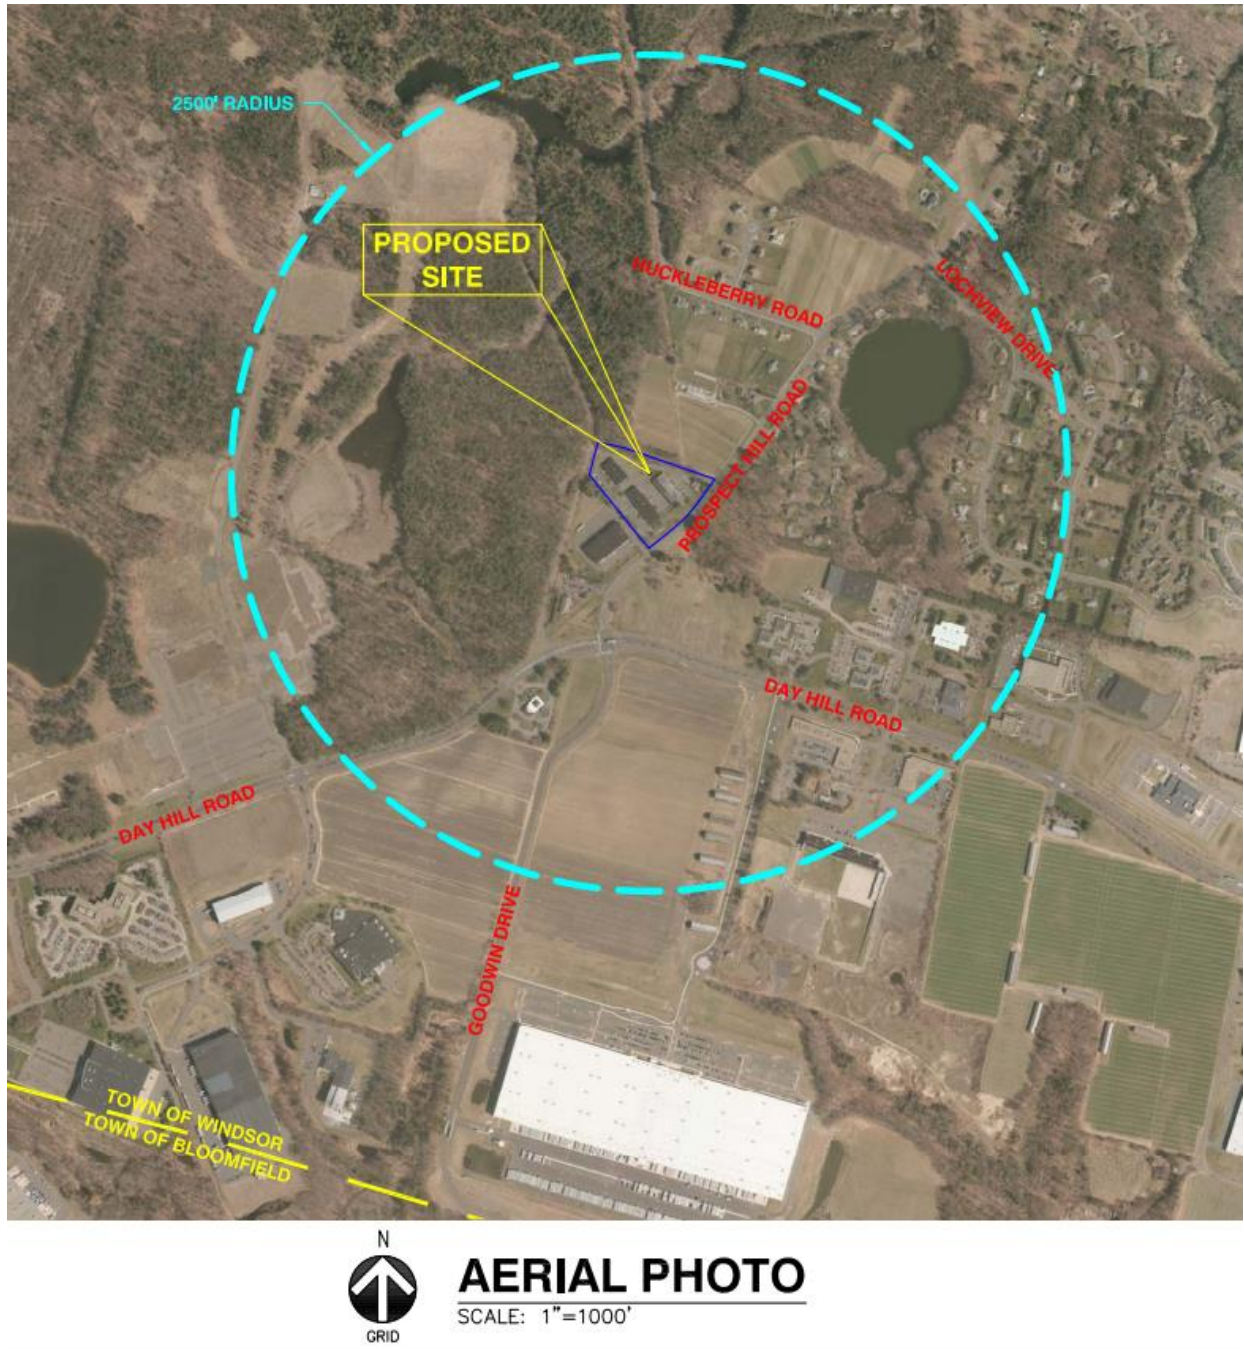 2500' RADIUS
PROPOSED
SITE
HUCKLEBERRY ROAD
LOCHVIEW DRIVE
PROSPECT HILL ROAD
DAY HILL ROAD
DAY HILL ROAD
GOODWIN DRIVE
TOWN OF WINDSOR
TOWN OF BLOOMFIELD
N
GRID
AERIAL PHOTO
SCALE: 1"=1000'